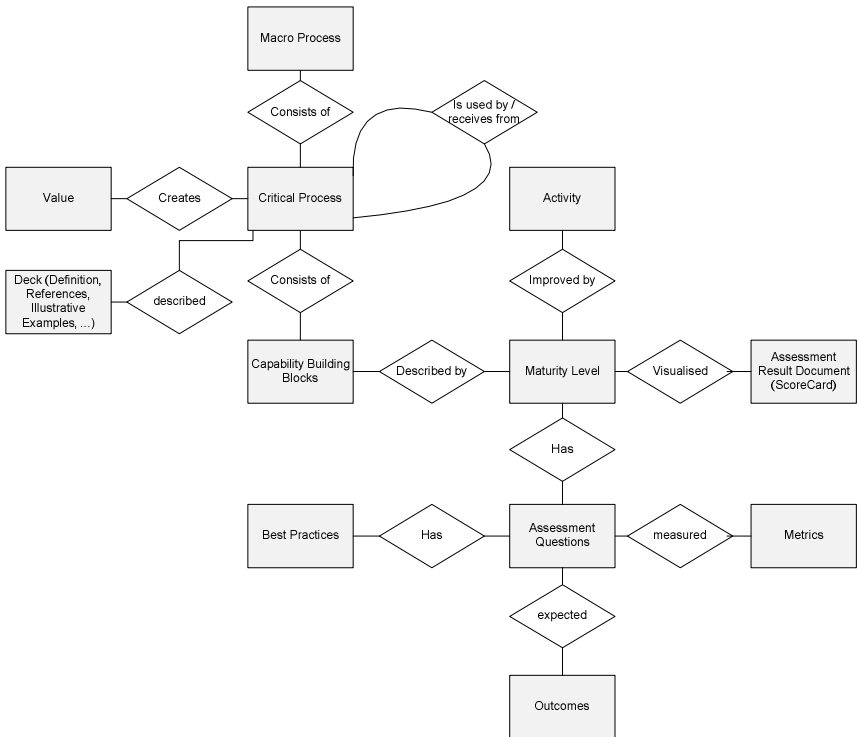 Macro Process
Consists of
Is used by /
receives from
Value
Creates
Critical Process
Activity
Deck (Definition,
References,
Illustrative
Examples, ...)
described
Consists of
Improved by
Capability Building
Blocks
Described by
Maturity Level
Visualised
Assessment
Result Document
(ScoreCard)
Has
Best Practices
Has
Assessment
Questions
measured
Metrics
expected
Outcomes